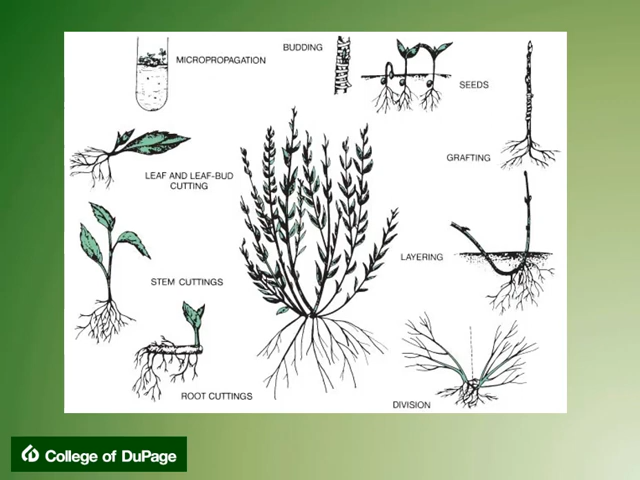 MICROPROPAGATION
BUDDING
SEEDS
GRAFTING
LEAF AND LEAF-BUD
CUTTING
STEM CUTTINGS
LAYERING
ROOT CUTTINGS
DIVISION
College of DuPage